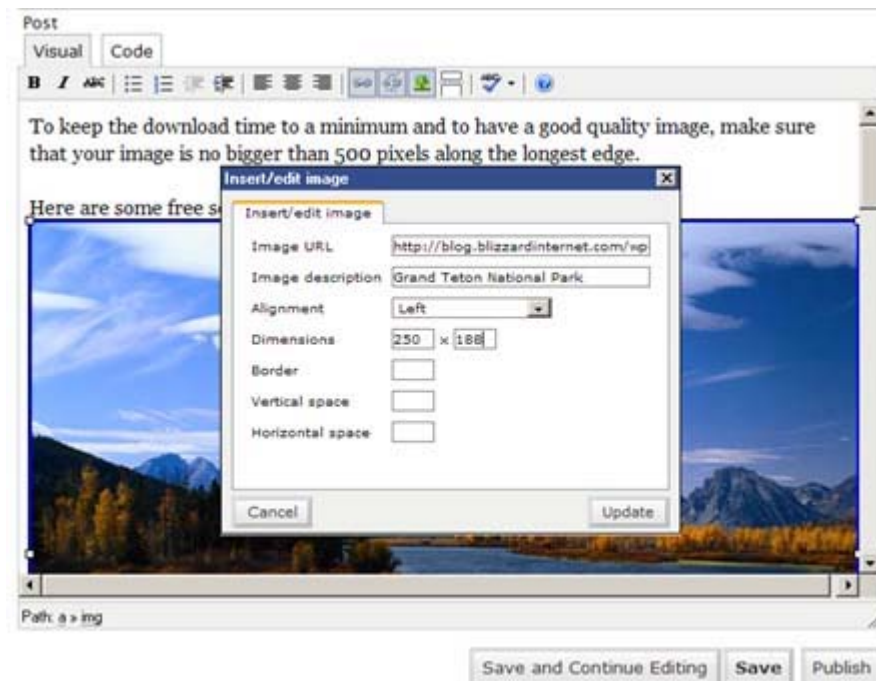 Post
Visual Code
B I ABC ABC
To keep the download time to a minimum and to have a good quality image, make sure
that your image is no bigger than 500 pixels along the longest edge.
Here are some free s
Insert/edit image
Insert/edit image
Image URL http://blog.blizzardinternet.com/wp
Image description Grand Teton National Park
Alignment Left
Dimensions 250 x 188
Border
Vertical space
Horizontal space
Cancel Update
Path: a » img
Save and Continue Editing Save Publish